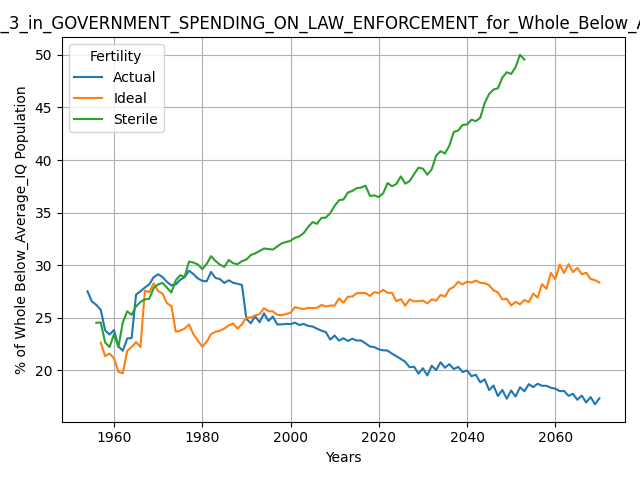 _3_in_GOVERNMENT_SPENDING_ON_LAW_ENFORCEMENT_for_Whole_Below_A
% of Whole Below_Average_IQ Population
50
45
40
35
30
25
20
Fertility
Actual
Ideal
Sterile
1960
1980
2000
2020
2040
2060
Years